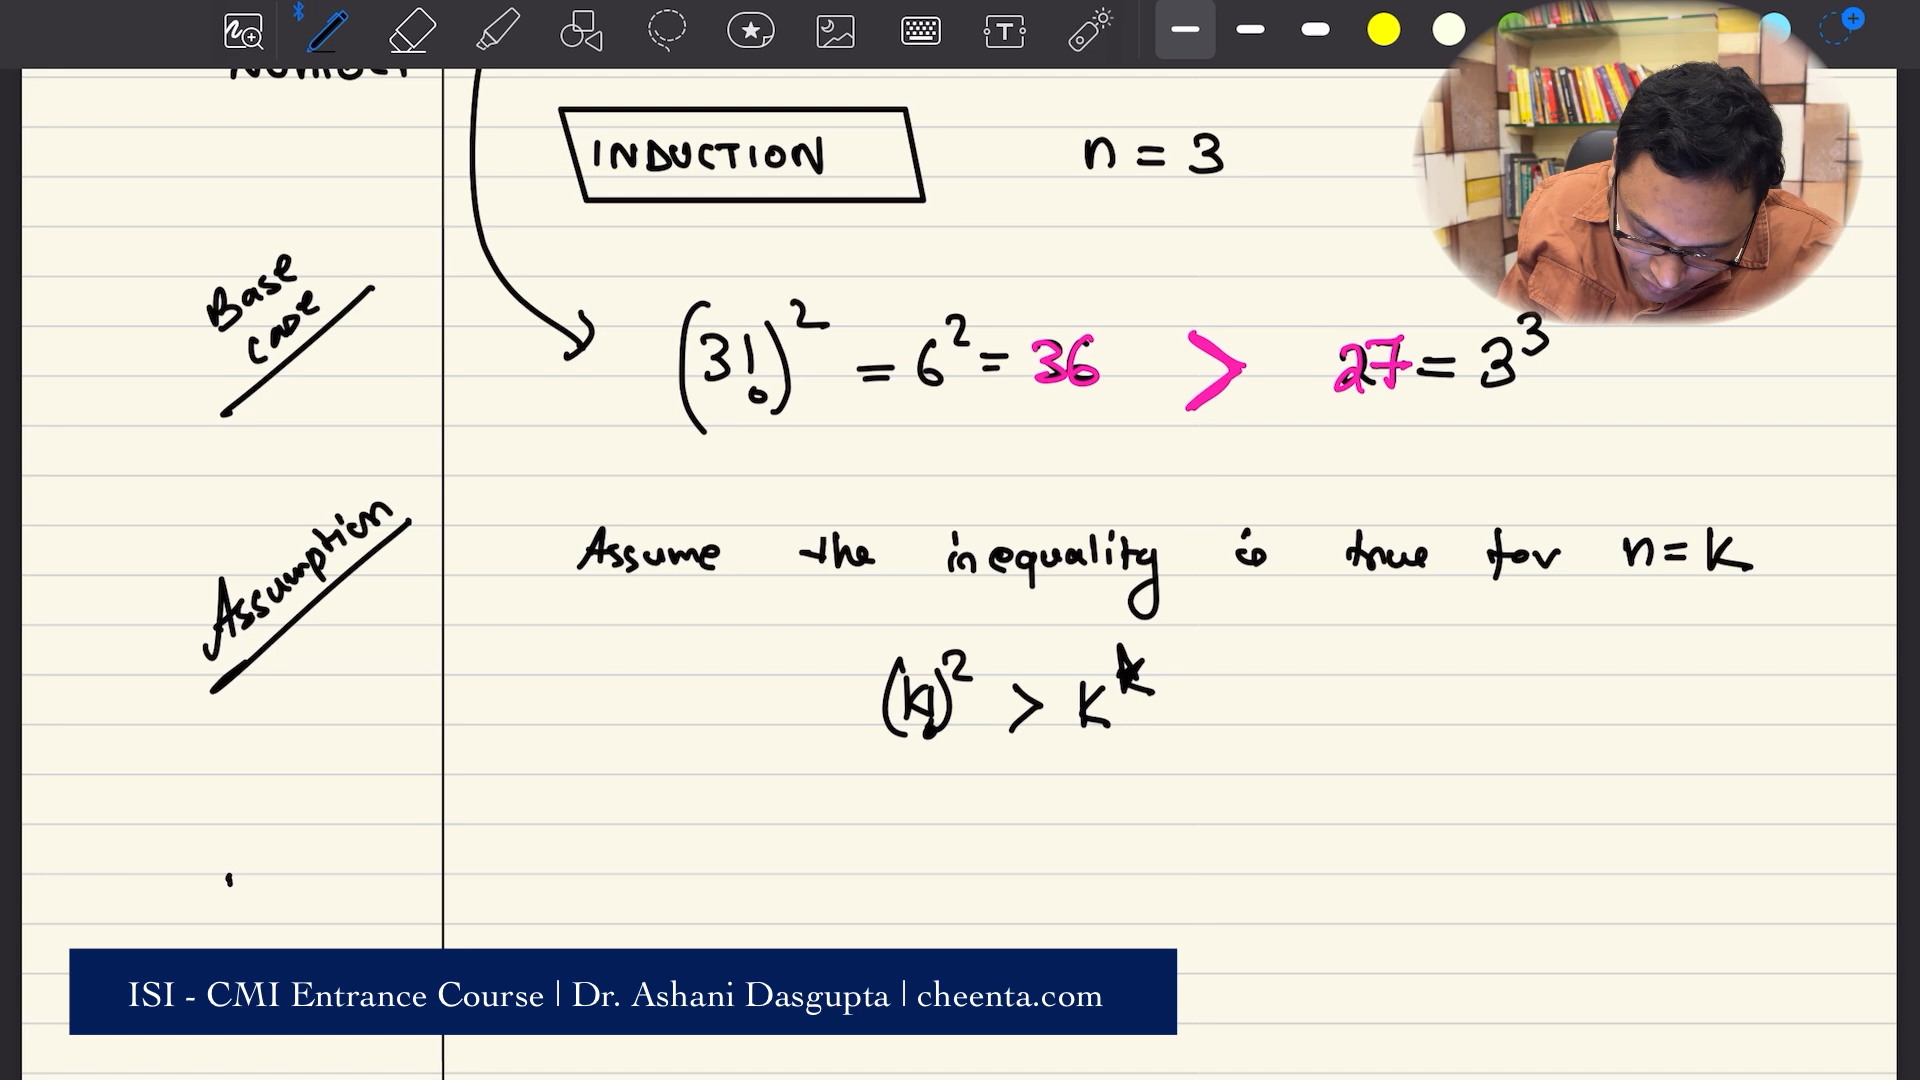 INDUCTION n = 3
Base
case
(3!)² = 6² = 36 > 27 = 3³
Assumption
Assume the inequality is true for n = k
(k!)² > k^k
ISI - CMI Entrance Course | Dr. Ashani Dasgupta | cheenta.com